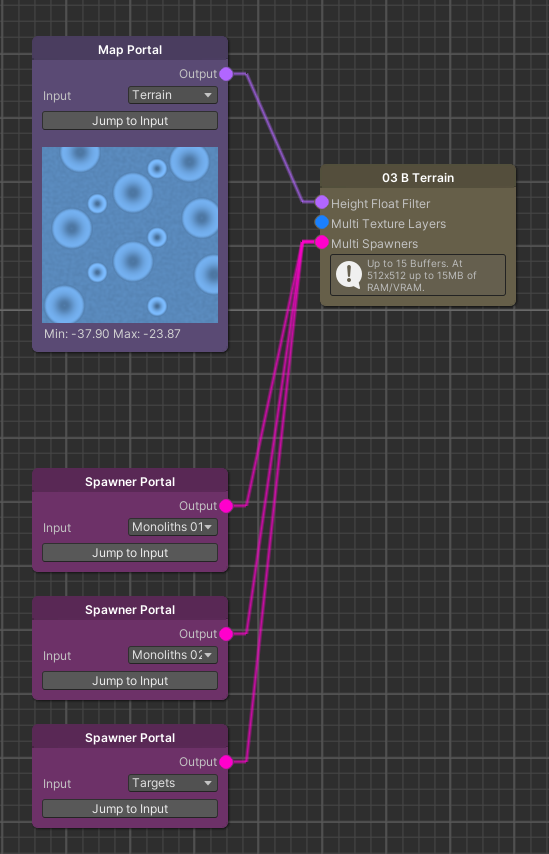 Map Portal
Output
Input Terrain
Jump to Input
Min: -37.90 Max: -23.87
03 B Terrain
Height Float Filter
Multi Texture Layers
Multi Spawners
Up to 15 Buffers. At
512x512 up to 15MB of
RAM/VRAM.
Spawner Portal
Output
Input Monoliths 01
Jump to Input
Spawner Portal
Output
Input Monoliths 02
Jump to Input
Spawner Portal
Output
Input Targets
Jump to Input